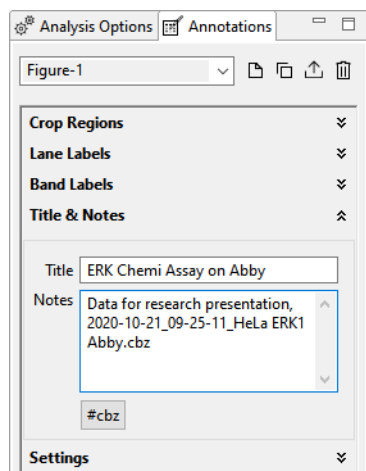 Analysis Options Annotations
Figure-1
Crop Regions
Lane Labels
Band Labels
Title & Notes
Title ERK Chemi Assay on Abby
Notes Data for research presentation,
2020-10-21_09-25-11_HeLa ERK1
Abby.cbz
#cbz
Settings